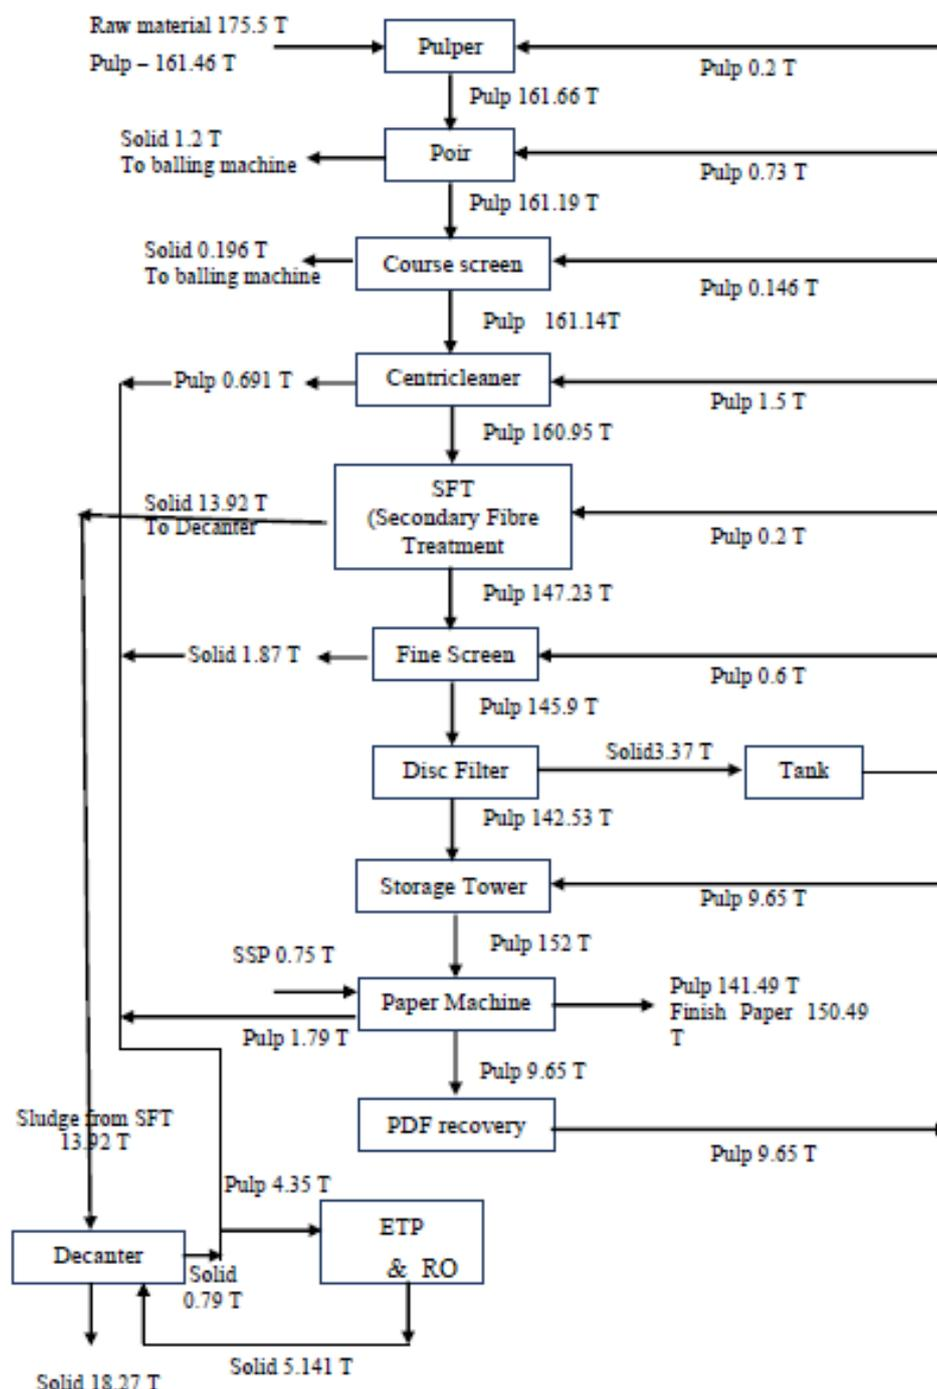 Raw material 175.5 T
Pulp – 161.46 T
Pulper
Pulp 0.2 T
Pulp 161.66 T
Solid 1.2 T
To balling machine
Poir
Pulp 0.73 T
Pulp 161.19 T
Solid 0.196 T
To balling machine
Course screen
Pulp 0.146 T
Pulp 161.14T
Pulp 0.691 T
Centricleaner
Pulp 1.5 T
Pulp 160.95 T
Solid 13.92 T
To Decanter
SFT
(Secondary Fibre
Treatment
Pulp 0.2 T
Pulp 147.23 T
Solid 1.87 T
Fine Screen
Pulp 0.6 T
Pulp 145.9 T
Disc Filter
Solid3.37 T
Tank
Pulp 142.53 T
Storage Tower
Pulp 9.65 T
Pulp 152 T
SSP 0.75 T
Paper Machine
Pulp 141.49 T
Finish Paper 150.49
T
Pulp 1.79 T
Pulp 9.65 T
PDF recovery
Pulp 9.65 T
Sludge from SFT
13.92 T
Pulp 4.35 T
ETP
& RO
Decanter
Solid
0.79 T
Solid 5.141 T
Solid 18.27 T